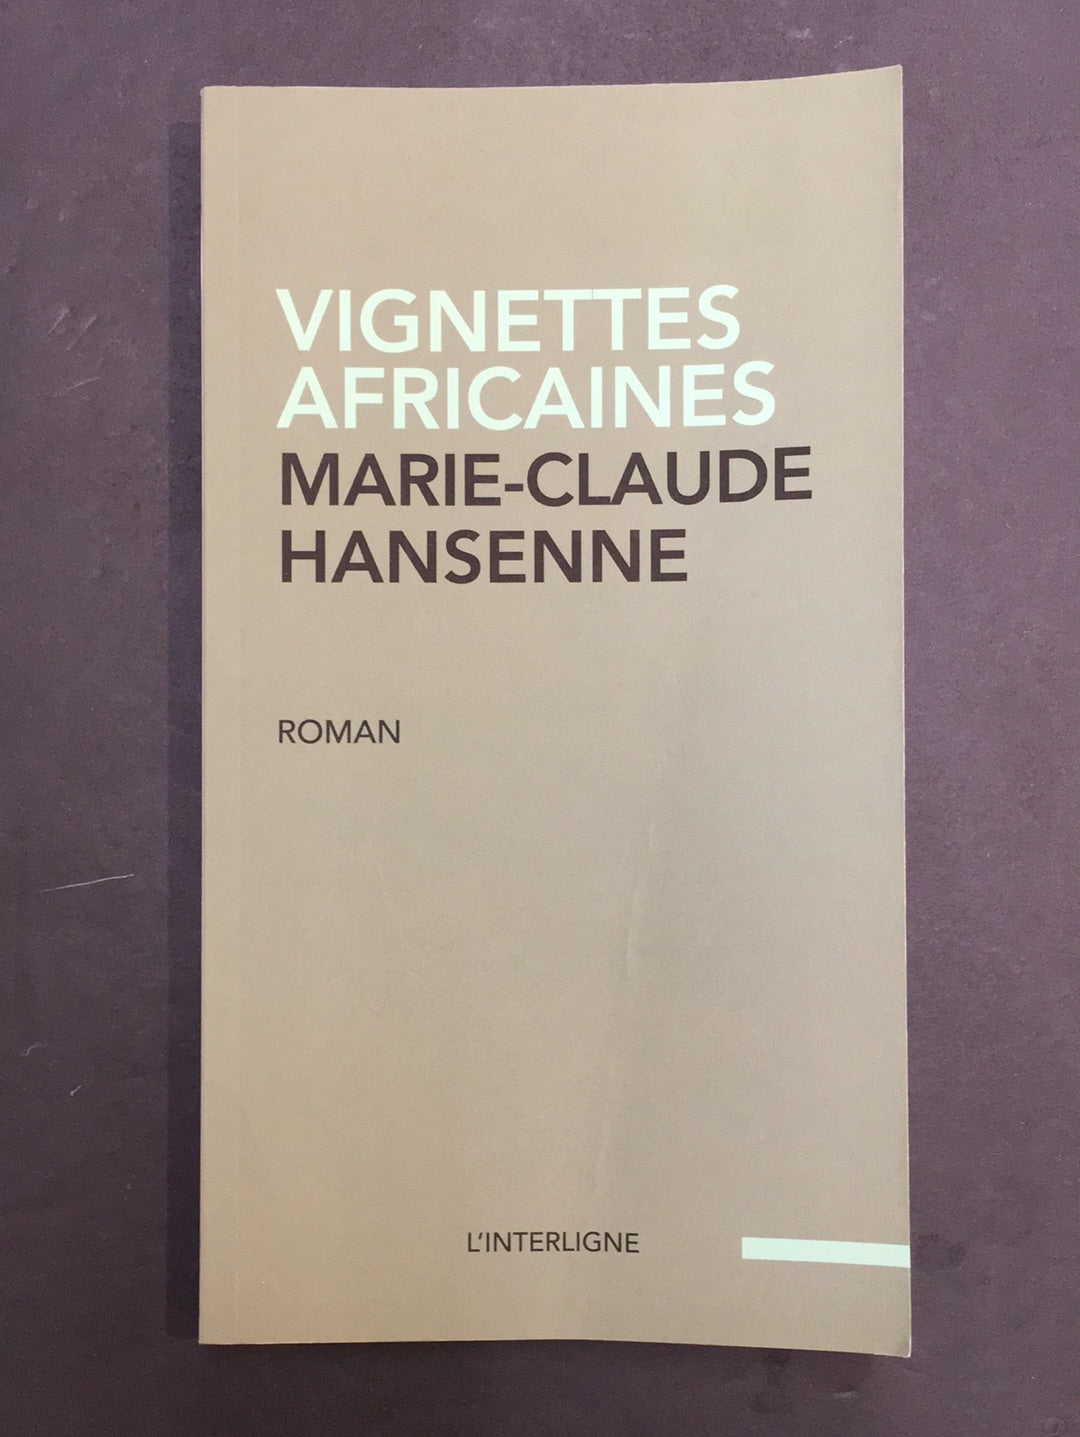 VIGNETTES
AFRICAINES
MARIE-CLAUDE
HANSENNE
ROMAN
L'INTERLIGNE